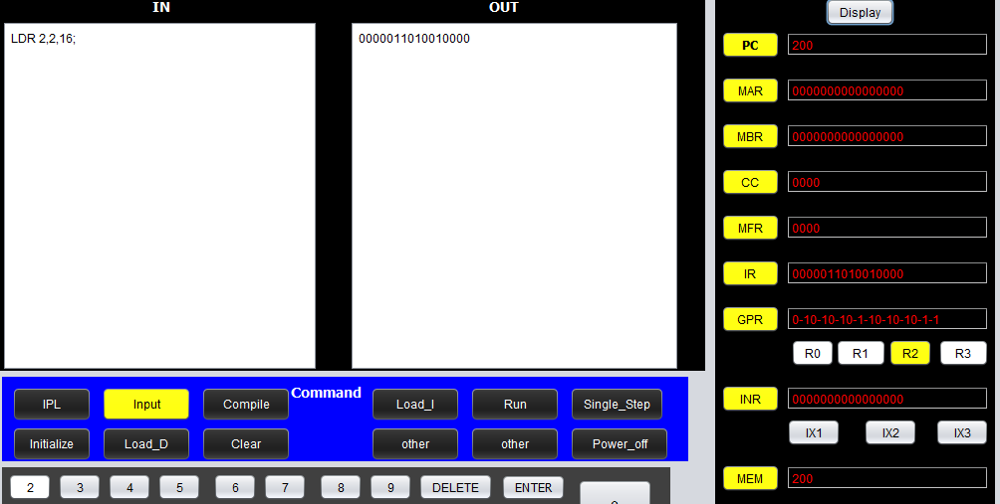 IN OUT
Display
LDR 2,2,16;
0000011010010000
PC 200
MAR 0000000000000000
MBR 0000000000000000
CC 0000
MFR 0000
IR 0000011010010000
GPR 0-10-10-10-1-10-10-10-1-1
R0 R1 R2 R3
INR 0000000000000000
IX1 IX2 IX3
MEM 200
Command
IPL Input Compile Load_I Run Single_Step
Initialize Load_D Clear other other Power_off
2 3 4 5 6 7 8 9 DELETE ENTER